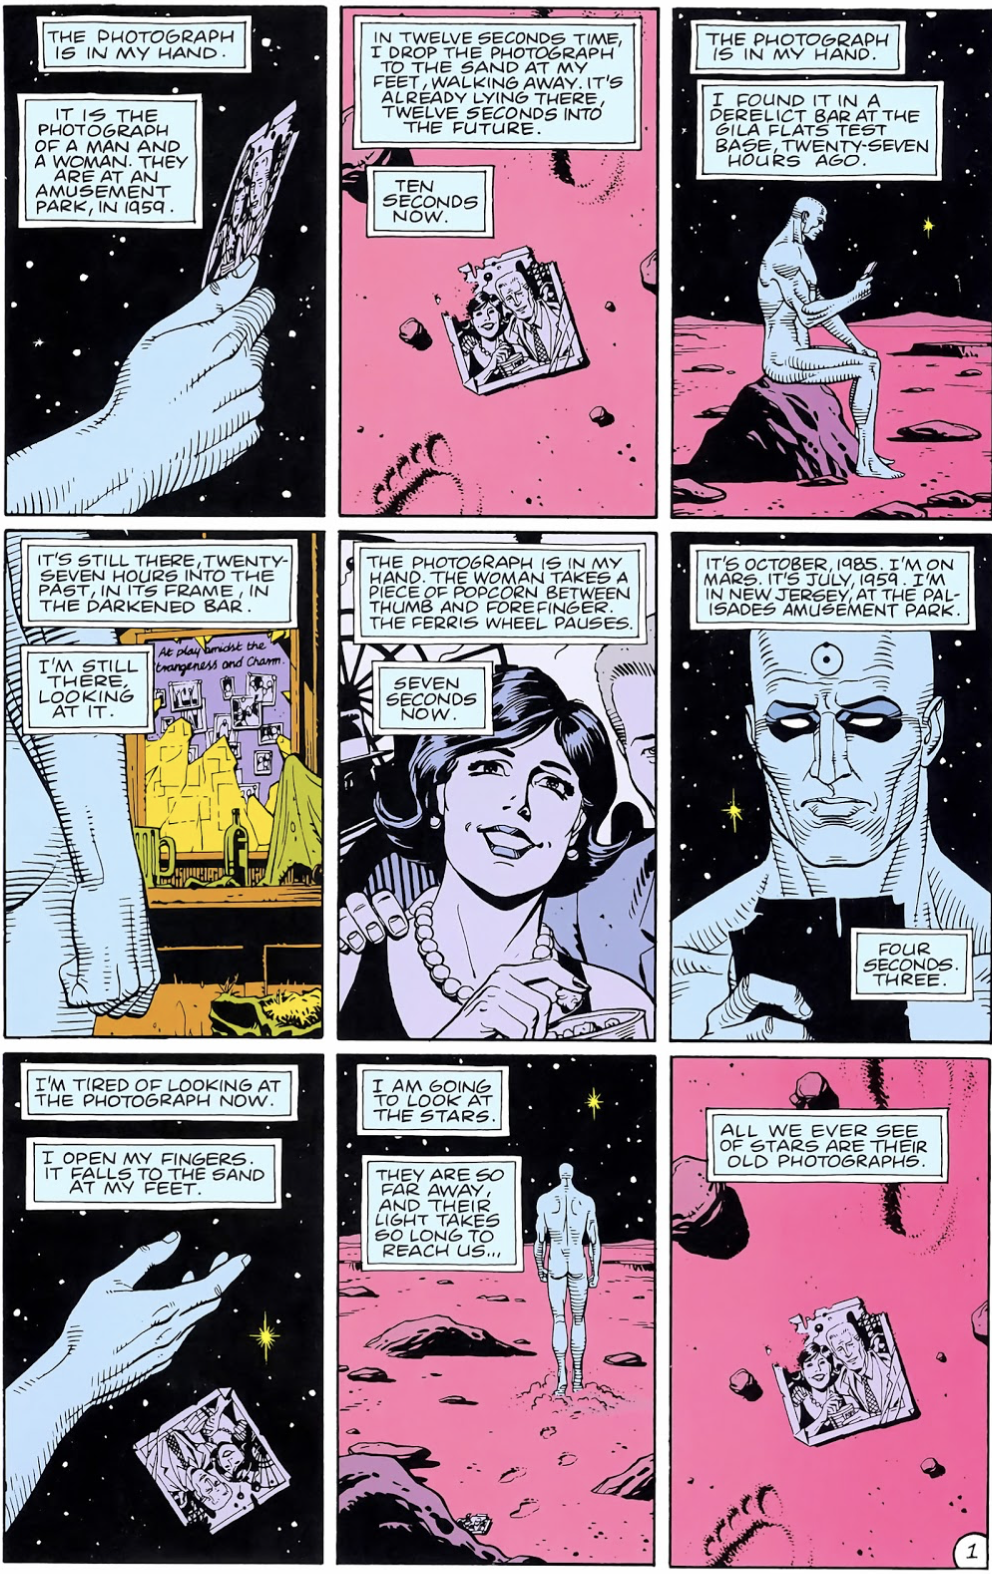 THE PHOTOGRAPH
IS IN MY HAND.
IT IS THE
PHOTOGRAPH
OF A MAN AND
A WOMAN. THEY
ARE AT AN
AMUSEMENT
PARK, IN 1959.
IN TWELVE SECONDS TIME,
I DROP THE PHOTOGRAPH
TO THE SAND AT MY
FEET, WALKING AWAY. IT'S
ALREADY LYING THERE,
TWELVE SECONDS INTO
THE FUTURE.
TEN
SECONDS
NOW.
THE PHOTOGRAPH
IS IN MY HAND.
I FOUND IT IN A
DERELICT BAR AT THE
GILA FLATS TEST
BASE, TWENTY-SEVEN
HOURS AGO.
IT'S STILL THERE, TWENTY-
SEVEN HOURS INTO THE
PAST, IN ITS FRAME, IN
THE DARKENED BAR.
I'M STILL
THERE,
LOOKING
AT IT.
At play amidst the
trangeness and Charm.
THE PHOTOGRAPH IS IN MY
HAND. THE WOMAN TAKES A
PIECE OF POPCORN BETWEEN
THUMB AND FOREFINGER.
THE FERRIS WHEEL PAUSES.
SEVEN
SECONDS
NOW.
IT'S OCTOBER, 1985. I'M ON
MARS. IT'S JULY, 1959. I'M
IN NEW JERSEY, AT THE PAL-
ISADES AMUSEMENT PARK.
FOUR
SECONDS.
THREE.
I'M TIRED OF LOOKING AT
THE PHOTOGRAPH NOW.
I OPEN MY FINGERS.
IT FALLS TO THE SAND
AT MY FEET.
I AM GOING
TO LOOK AT
THE STARS.
THEY ARE SO
FAR AWAY,
AND THEIR
LIGHT TAKES
SO LONG TO
REACH US...
ALL WE EVER SEE
OF STARS ARE THEIR
OLD PHOTOGRAPHS.
1